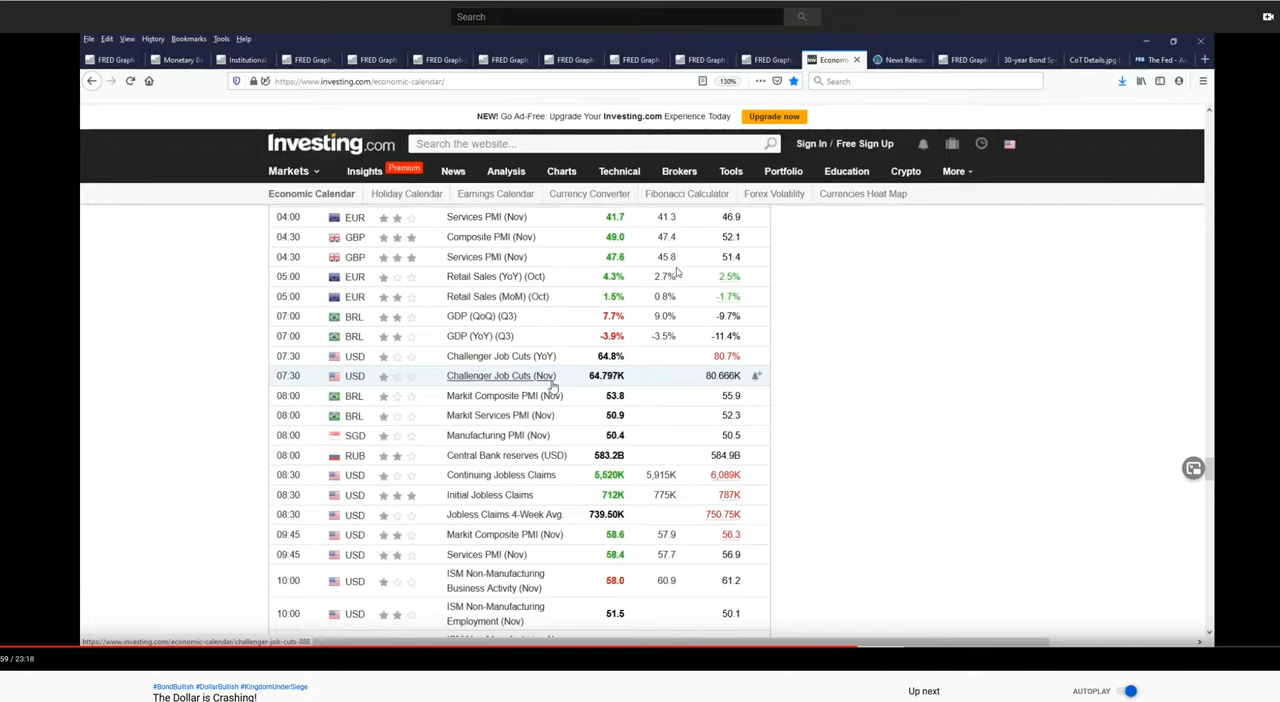 Search
File Edit View History Bookmarks Tools Help
FRED Graph Monetary Ba Institutional FRED Graph FRED Graph FRED Graph FRED Graph FRED Graph FRED Graph FRED Graph FRED Graph Economi News Releas FRED Graph 30-year Bond Sp CoT Details.jpg The Fed - A
https://www.investing.com/economic-calendar/ 130% Search
NEW! Go Ad-Free: Upgrade Your Investing.com Experience Today Upgrade now
Investing.com Search the website... Sign In / Free Sign Up
Markets Insights Premium News Analysis Charts Technical Brokers Tools Portfolio Education Crypto More
Economic Calendar Holiday Calendar Earnings Calendar Currency Converter Fibonacci Calculator Forex Volatility Currencies Heat Map
04:00 EUR Services PMI (Nov) 41.7 41.3 46.9
04:30 GBP Composite PMI (Nov) 49.0 47.4 52.1
04:30 GBP Services PMI (Nov) 47.6 45.8 51.4
05:00 EUR Retail Sales (YoY) (Oct) 4.3% 2.7% 2.5%
05:00 EUR Retail Sales (MoM) (Oct) 1.5% 0.8% -1.7%
07:00 BRL GDP (QoQ) (Q3) 7.7% 9.0% -9.7%
07:00 BRL GDP (YoY) (Q3) -3.9% -3.5% -11.4%
07:30 USD Challenger Job Cuts (YoY) 64.8% 80.7%
07:30 USD Challenger Job Cuts (Nov) 64.797K 80.666K
08:00 BRL Markit Composite PMI (Nov) 53.8 55.9
08:00 BRL Markit Services PMI (Nov) 50.9 52.3
08:00 SGD Manufacturing PMI (Nov) 50.4 50.5
08:00 RUB Central Bank reserves (USD) 583.2B 584.9B
08:30 USD Continuing Jobless Claims 5,520K 5,915K 6,089K
08:30 USD Initial Jobless Claims 712K 775K 787K
08:30 USD Jobless Claims 4-Week Avg. 739.50K 750.75K
09:45 USD Markit Composite PMI (Nov) 58.6 57.9 56.3
09:45 USD Services PMI (Nov) 58.4 57.7 56.9
10:00 USD ISM Non-Manufacturing
Business Activity (Nov) 58.0 60.9 61.2
10:00 USD ISM Non-Manufacturing
Employment (Nov) 51.5 50.1
https://www.investing.com/economic-calendar/challenger-job-cuts-888
59 / 23:18
#BondBullish #DollarBullish #KingdomUnderSiege
The Dollar is Crashing!
Up next AUTOPLAY